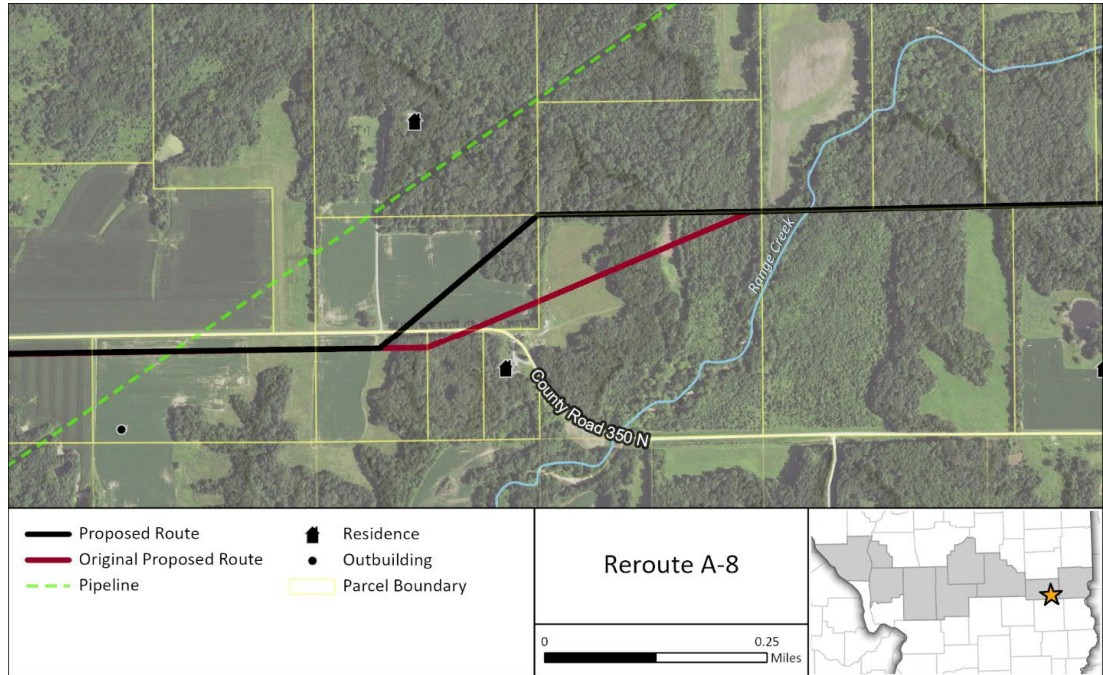 Range Creek
County Road 350 N
Proposed Route
Original Proposed Route
Pipeline
Residence
Outbuilding
Parcel Boundary
Reroute A-8
0 0.25
Miles